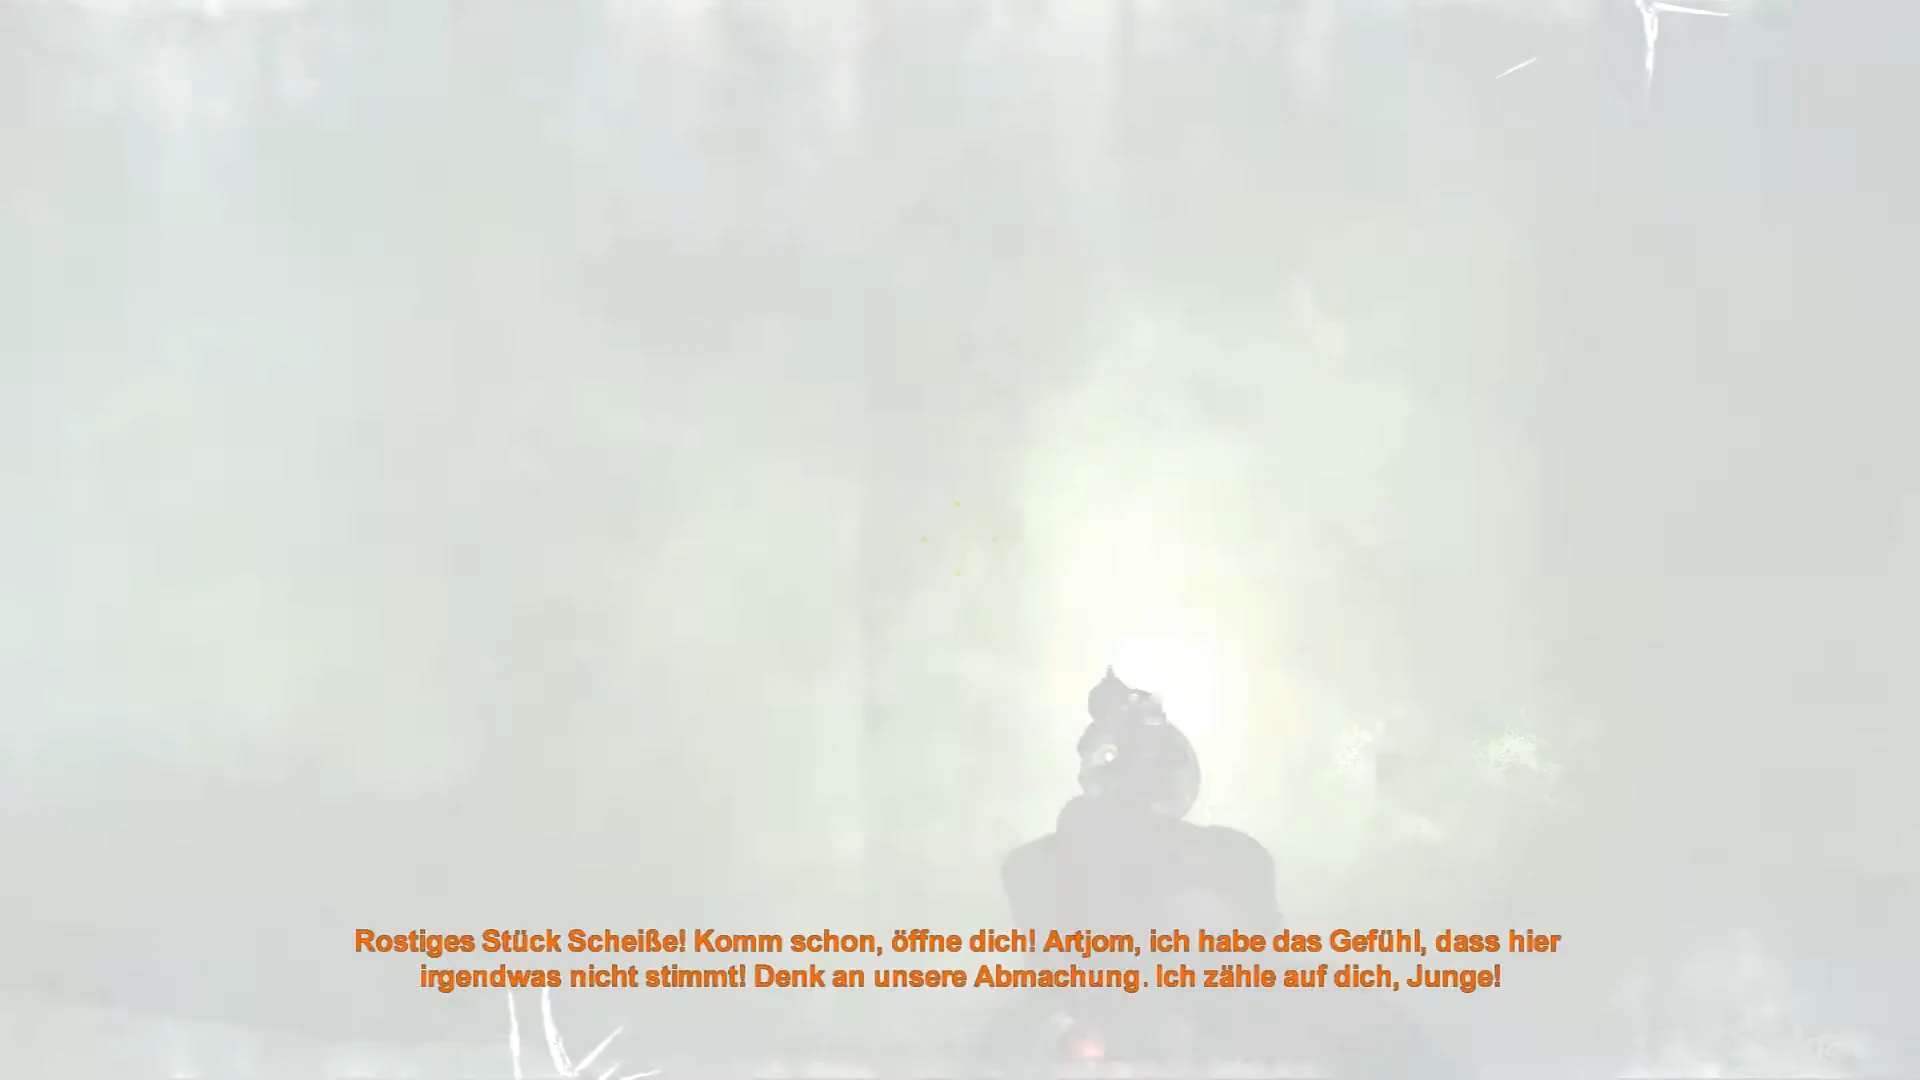 Rostiges Stück Scheiße! Komm schon, öffne dich! Artjom, ich habe das Gefühl, dass hier
irgendwas nicht stimmt! Denk an unsere Abmachung. Ich zähle auf dich, Junge!